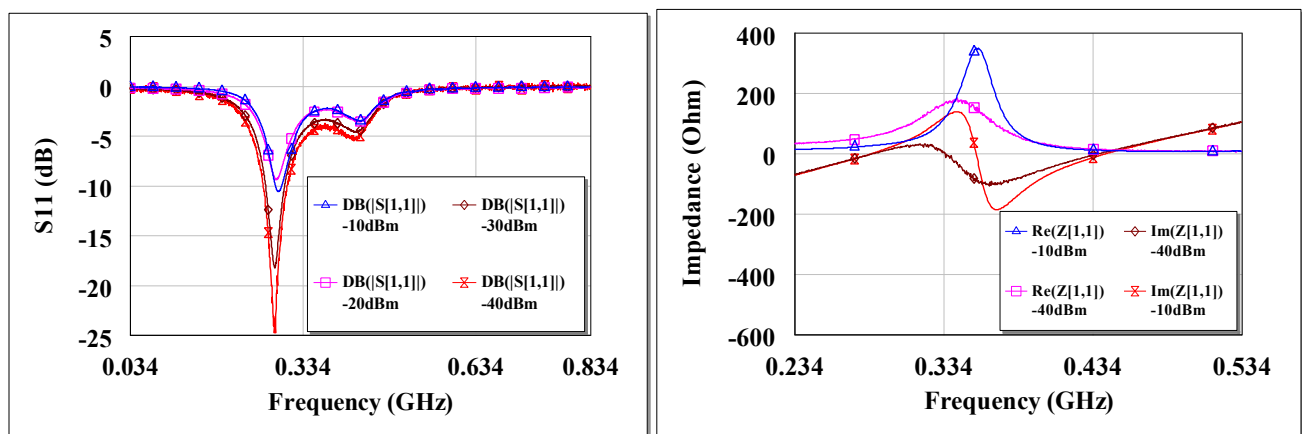 5
0
-5
-10
-15
-20
-25
S11 (dB)
DB(|S[1,1]|)
-10dBm
DB(|S[1,1]|)
-30dBm
DB(|S[1,1]|)
-20dBm
DB(|S[1,1]|)
-40dBm
0.034 0.334 0.634 0.834
Frequency (GHz)
400
200
0
-200
-400
-600
Impedance (Ohm)
Re(Z[1,1])
-10dBm
Im(Z[1,1])
-40dBm
Re(Z[1,1])
-40dBm
Im(Z[1,1])
-10dBm
0.234 0.334 0.434 0.534
Frequency (GHz)